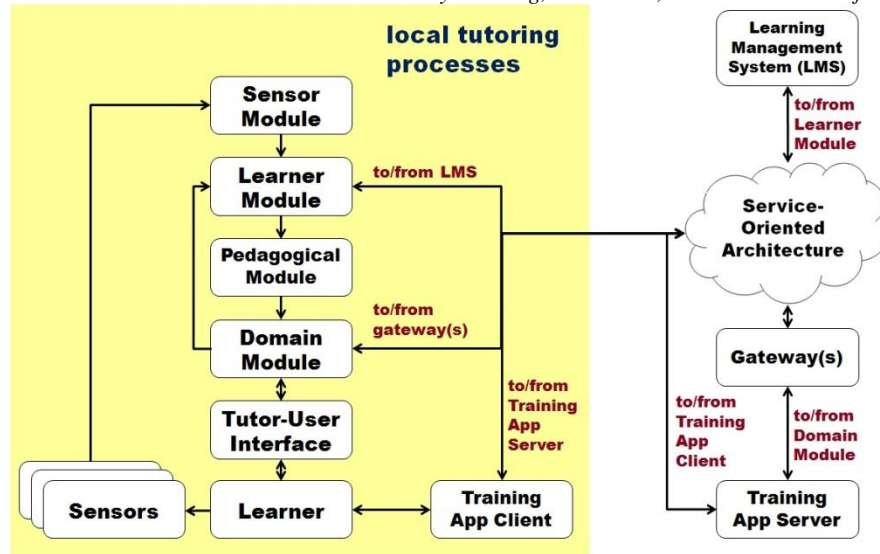 local tutoring
processes
Sensor
Module
Learner
Module
to/from LMS
Pedagogical
Module
Domain
Module
to/from
gateway(s)
Tutor-User
Interface
to/from
Training
App
Server
Sensors
Learner
Training
App Client
Learning
Management
System (LMS)
to/from
Learner
Module
Service-
Oriented
Architecture
Gateway(s)
to/from
Training
App
Client
to/from
Domain
Module
Training
App Server